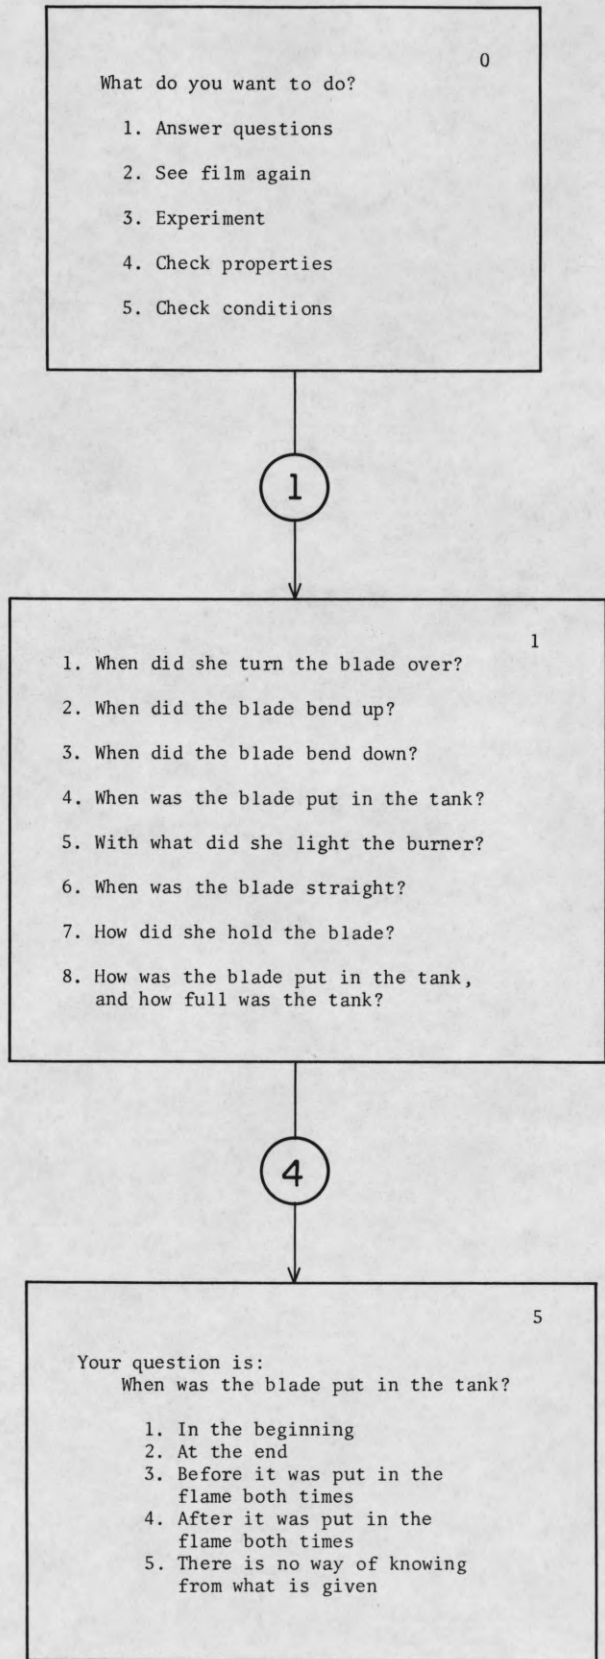 0
What do you want to do?
1. Answer questions
2. See film again
3. Experiment
4. Check properties
5. Check conditions
1
1
1. When did she turn the blade over?
2. When did the blade bend up?
3. When did the blade bend down?
4. When was the blade put in the tank?
5. With what did she light the burner?
6. When was the blade straight?
7. How did she hold the blade?
8. How was the blade put in the tank,
and how full was the tank?
4
5
Your question is:
When was the blade put in the tank?
1. In the beginning
2. At the end
3. Before it was put in the
flame both times
4. After it was put in the
flame both times
5. There is no way of knowing
from what is given